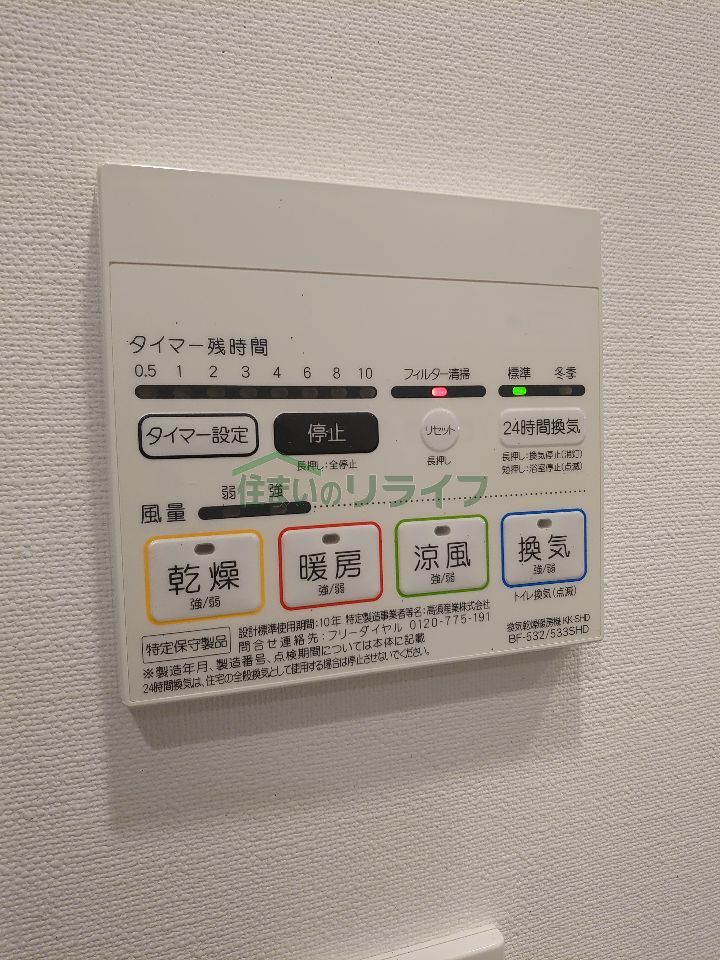 タイマー残時間
0.5 1 2 3 4 6 8 10
フィルター清掃
標準 冬季
タイマー設定
停止
長押し:全停止
リセット
長押し
24時間換気
長押し:換気停止(消灯)
短押し:浴室停止(点滅)
住まいのリライフ
風量
弱 強
乾燥
強/弱
暖房
強/弱
涼風
強/弱
換気
強/弱
トイレ換気(点滅)
特定保守製品
設計標準使用期間:10年 特定製造事業者等名:高須産業株式会社
問合せ連絡先:フリーダイヤル 0120-775-191
※製造年月、製造番号、点検期間については本体に記載
24時間換気は、住宅の全般換気として使用する場合は停止させないでください。
換気乾燥暖房機 KK-SHD
BF-532/533SHD